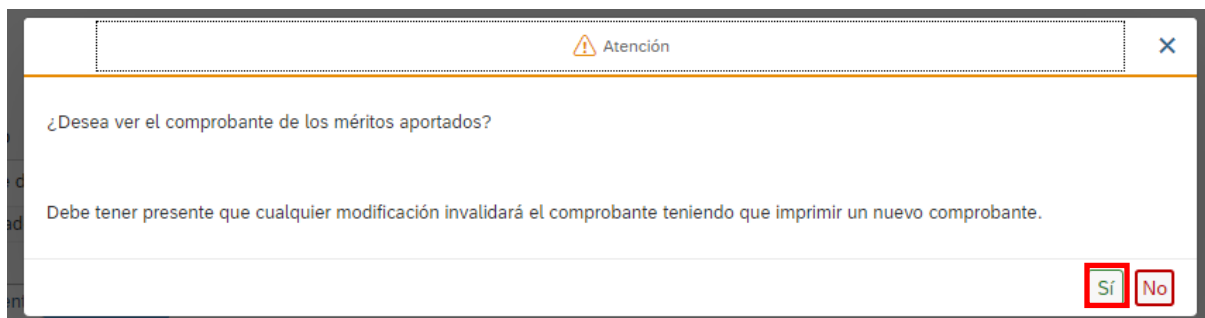 Atención
¿Desea ver el comprobante de los méritos aportados?
Debe tener presente que cualquier modificación invalidará el comprobante teniendo que imprimir un nuevo comprobante.
Sí No